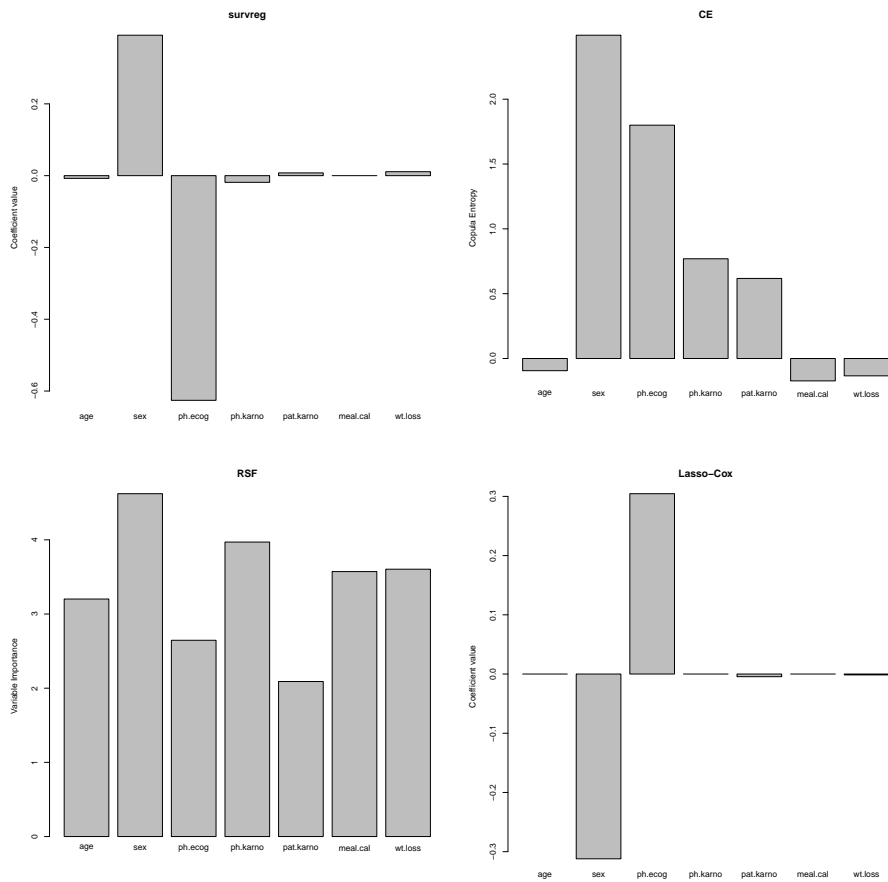 survreg
Coefficient value
0.2
0.0
−0.2
−0.4
−0.6
age sex ph.ecog ph.karno pat.karno meal.cal wt.loss
CE
Copula Entropy
2.0
1.5
1.0
0.5
0.0
age sex ph.ecog ph.karno pat.karno meal.cal wt.loss
RSF
Variable Importance
4
3
2
1
0
age sex ph.ecog ph.karno pat.karno meal.cal wt.loss
Lasso−Cox
Coefficient value
0.3
0.2
0.1
0.0
−0.1
−0.2
−0.3
age sex ph.ecog ph.karno pat.karno meal.cal wt.loss